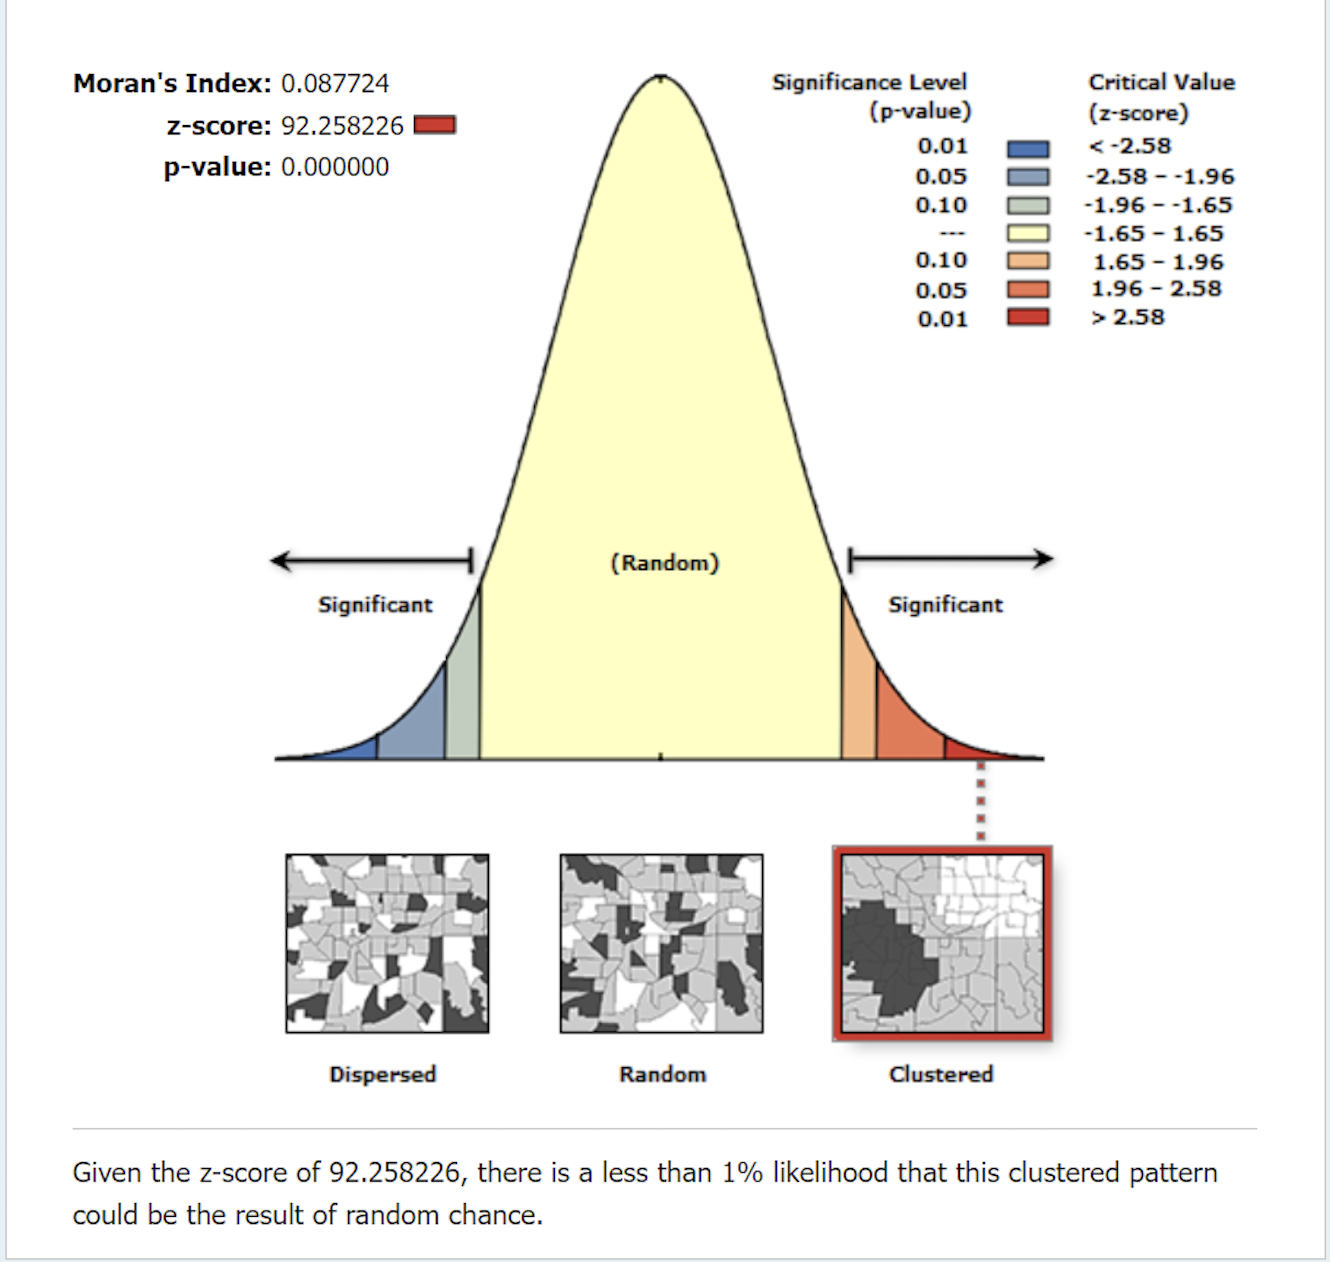 Moran's Index: 0.087724
z-score: 92.258226
p-value: 0.000000
Significance Level
(p-value)
Critical Value
(z-score)
0.01 < -2.58
0.05 -2.58 – -1.96
0.10 -1.96 – -1.65
--- -1.65 – 1.65
0.10 1.65 – 1.96
0.05 1.96 – 2.58
0.01 > 2.58
(Random)
Significant
Significant
Dispersed
Random
Clustered
Given the z-score of 92.258226, there is a less than 1% likelihood that this clustered pattern
could be the result of random chance.